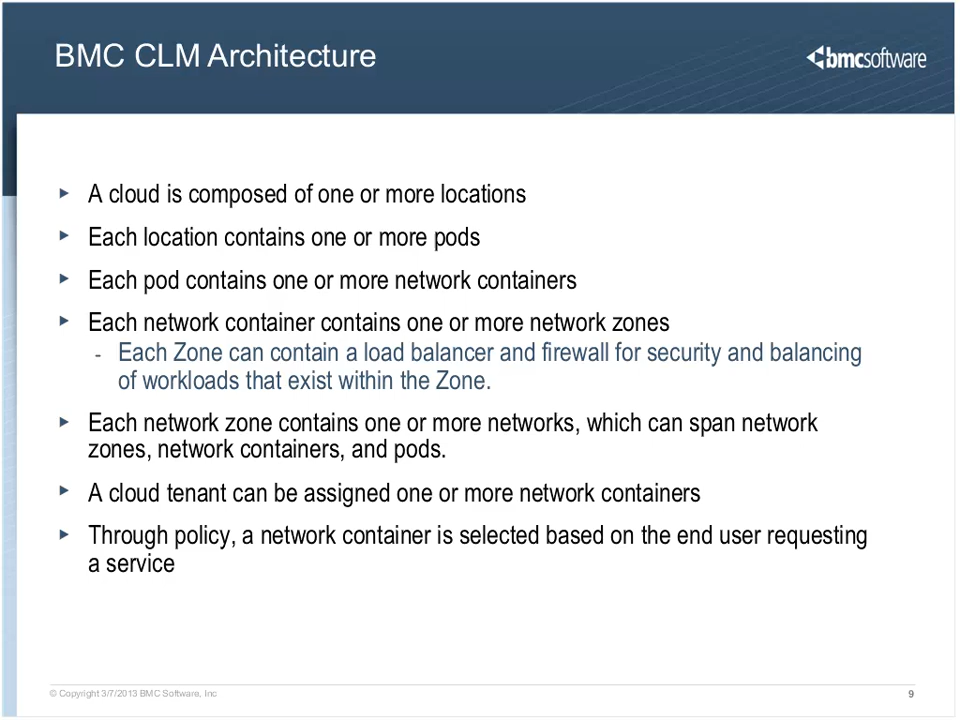 BMC CLM Architecture
bmcsoftware
A cloud is composed of one or more locations
Each location contains one or more pods
Each pod contains one or more network containers
Each network container contains one or more network zones
- Each Zone can contain a load balancer and firewall for security and balancing
of workloads that exist within the Zone.
Each network zone contains one or more networks, which can span network
zones, network containers, and pods.
A cloud tenant can be assigned one or more network containers
Through policy, a network container is selected based on the end user requesting
a service
© Copyright 3/7/2013 BMC Software, Inc
9